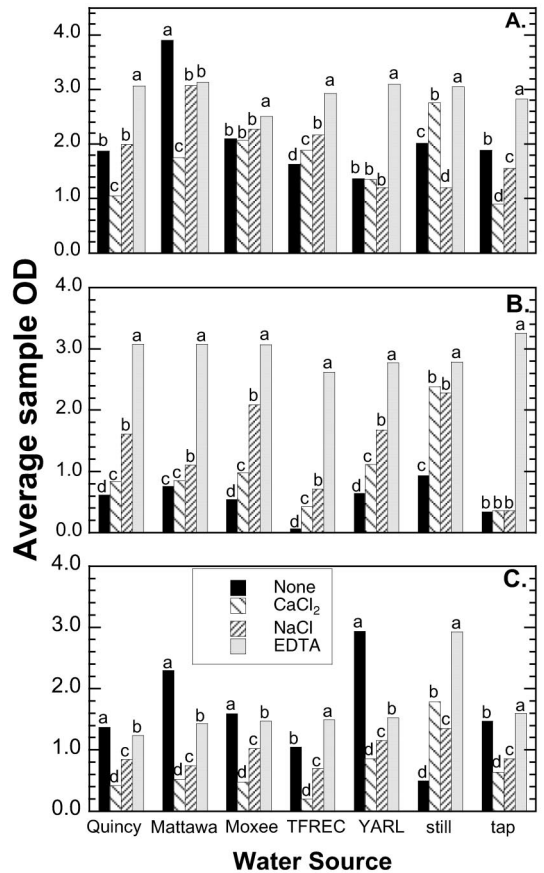 Average sample OD
A.
4.0
3.0
2.0
1.0
0.0
b c b a
a c b b
b b b a
d c b a
b b b a
c b d a
b d c a
B.
4.0
3.0
2.0
1.0
0.0
d c b a
c c b a
d c b a
d c b a
d c b a
c b b a
b b b a
C.
4.0
3.0
2.0
1.0
0.0
None
CaCl₂
NaCl
EDTA
a d c b
a d c b
a d c b
b d c a
a d c b
d b c a
b d c a
Quincy Mattawa Moxee TFREC YARL still tap
Water Source